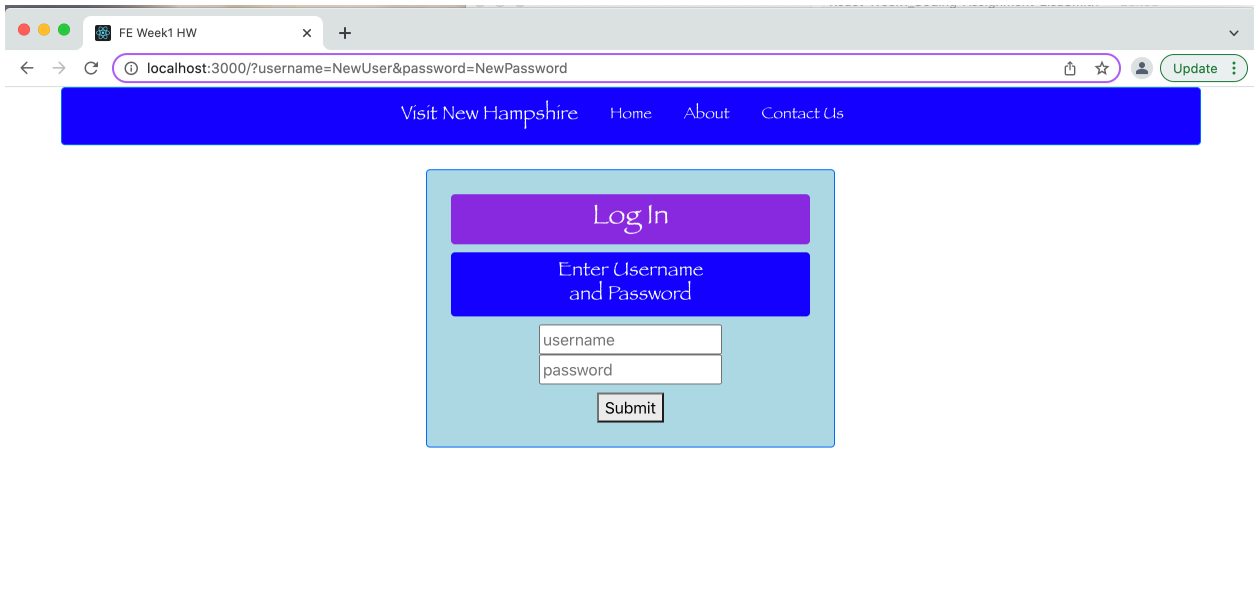 FE Week1 HW
localhost:3000/?username=NewUser&password=NewPassword
Update
Visit New Hampshire Home About Contact Us
Log In
Enter Username
and Password
username
password
Submit